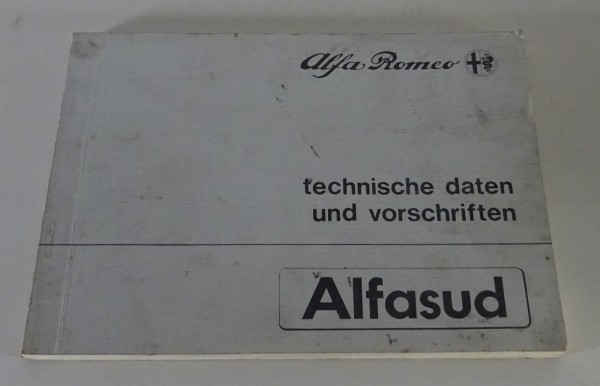 Alfa Romeo
technische daten
und vorschriften
Alfasud